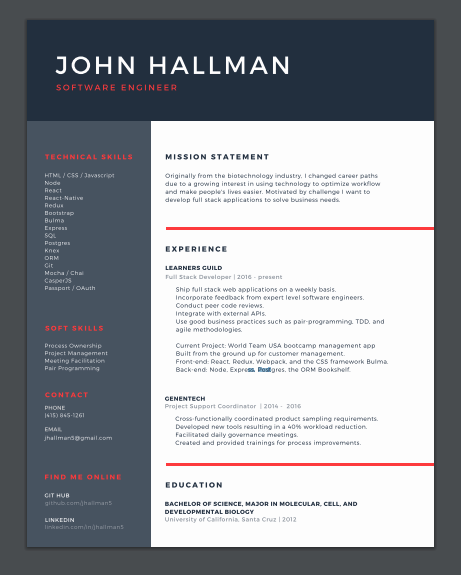 JOHN HALLMAN
SOFTWARE ENGINEER
TECHNICAL SKILLS
HTML / CSS / Javascript
Node
React
React-Native
Redux
Bootstrap
Bulma
Express
SQL
Postgres
Knex
ORM
Git
Mocha / Chai
CasperJS
Passport / OAuth
SOFT SKILLS
Process Ownership
Project Management
Meeting Facilitation
Pair Programming
CONTACT
PHONE
(415) 845-1261
EMAIL
jhallman5@gmail.com
FIND ME ONLINE
GIT HUB
github.com/jhallman5
LINKEDIN
linkedin.com/in/jhallman5
MISSION STATEMENT
Originally from the biotechnology industry, I changed career paths
due to a growing interest in using technology to optimize workflow
and make people's lives easier. Motivated by challenge I want to
develop full stack applications to solve business needs.
EXPERIENCE
LEARNERS GUILD
Full Stack Developer | 2016 - present
Ship full stack web applications on a weekly basis.
Incorporate feedback from expert level software engineers.
Conduct peer code reviews.
Integrate with external APIs.
Use good business practices such as pair-programming, TDD, and
agile methodologies.
Current Project: World Team USA bootcamp management app
Built from the ground up for customer management.
Front-end: React, Redux, Webpack, and the CSS framework Bulma.
Back-end: Node, Express, Postgres, the ORM Bookshelf.
GENENTECH
Project Support Coordinator | 2014 - 2016
Cross-functionally coordinated product sampling requirements.
Developed new tools resulting in a 40% workload reduction.
Facilitated daily governance meetings.
Created and provided trainings for process improvements.
EDUCATION
BACHELOR OF SCIENCE, MAJOR IN MOLECULAR, CELL, AND
DEVELOPMENTAL BIOLOGY
University of California, Santa Cruz | 2012